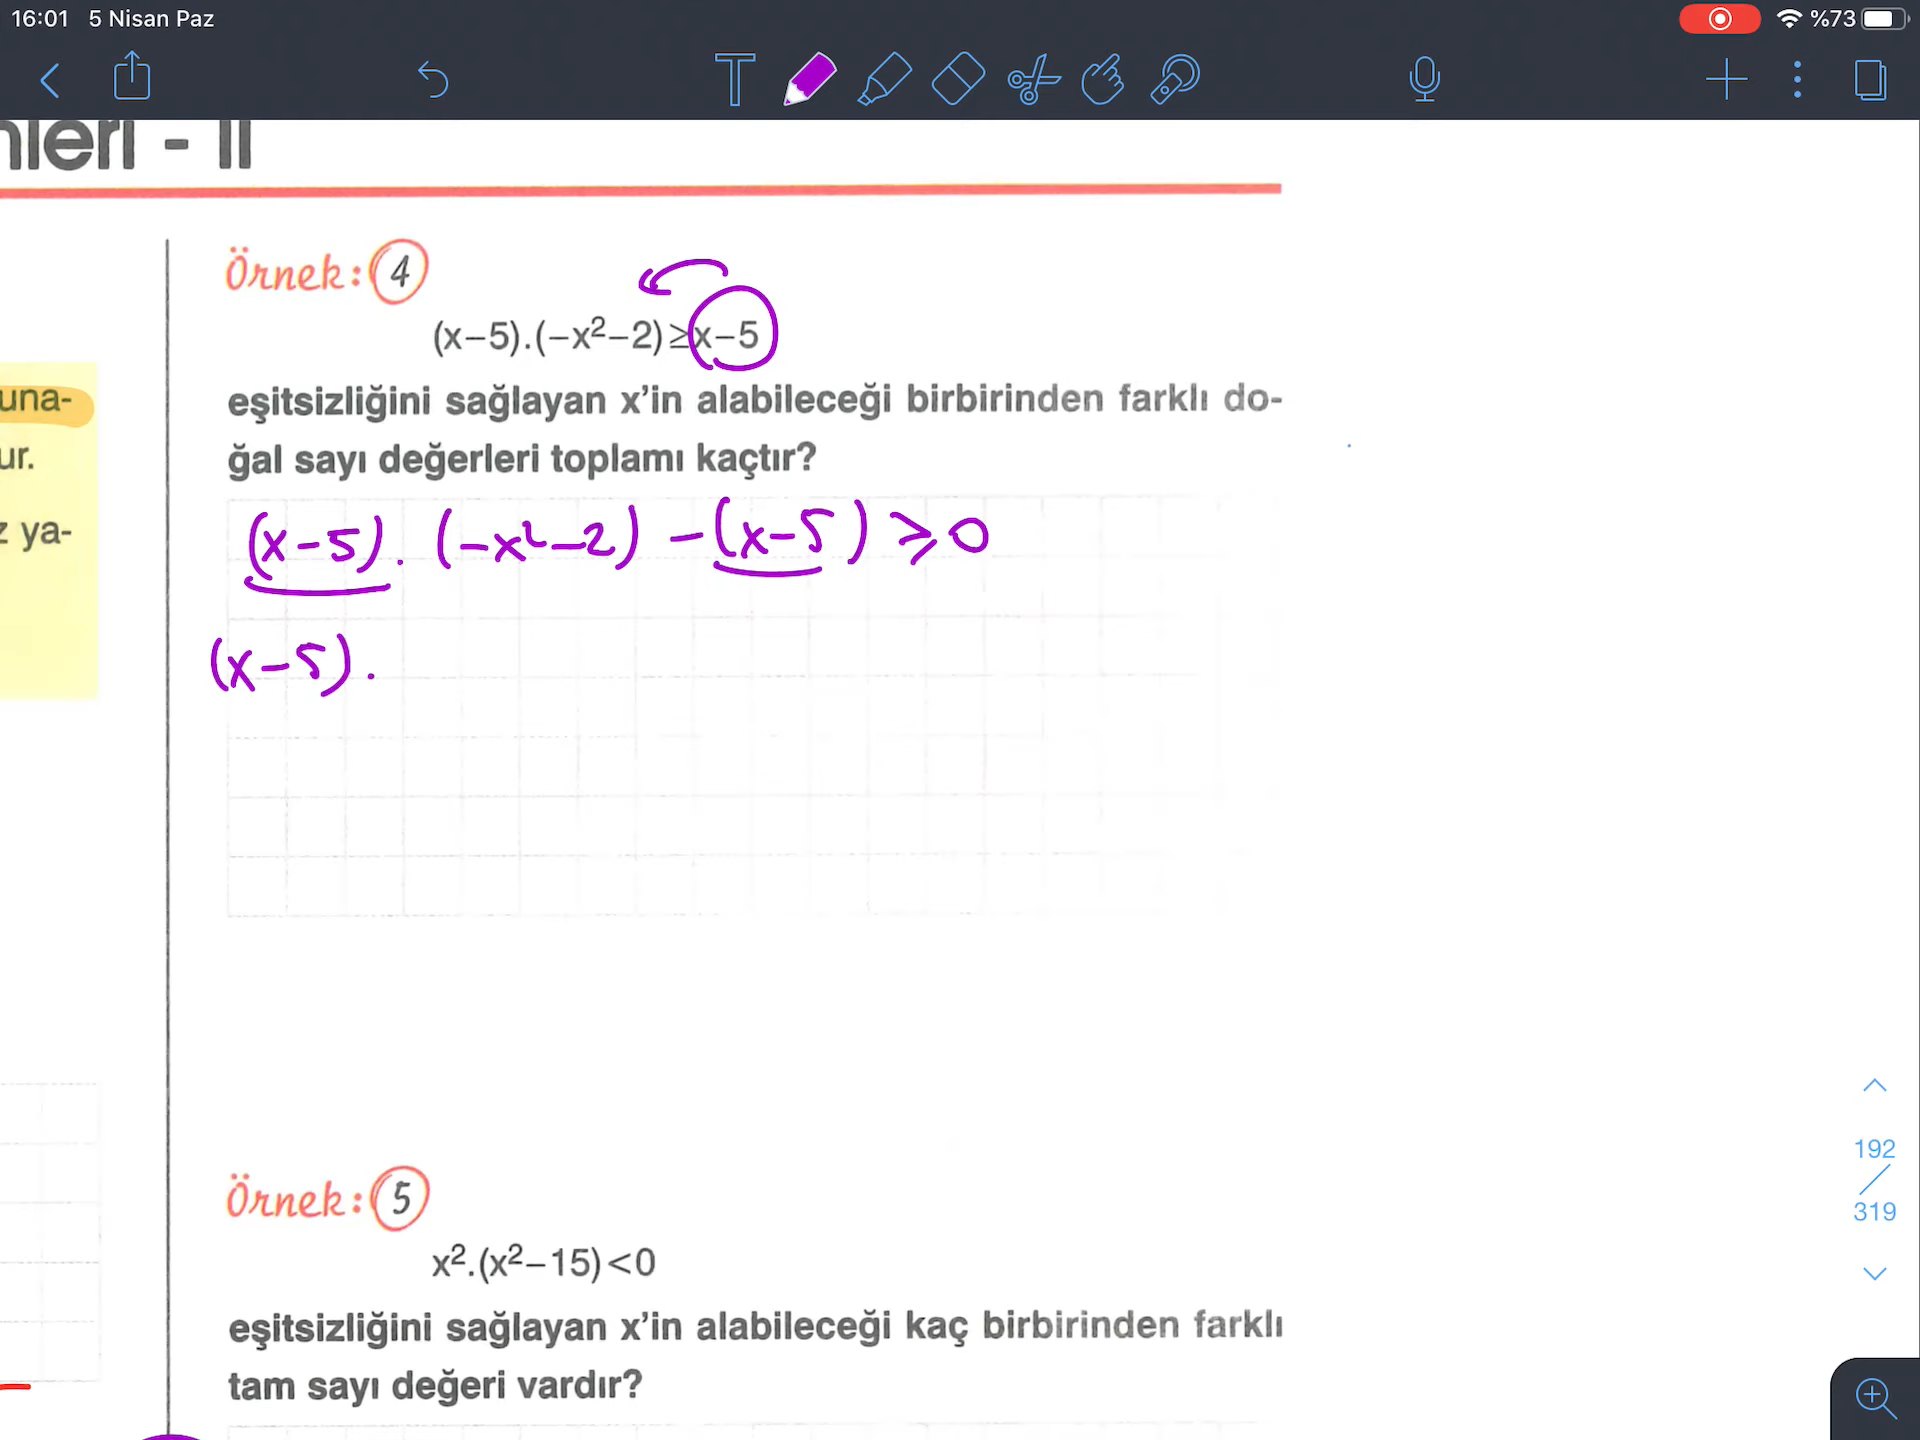 16:01 5 Nisan Paz %73
- II
una-
ur.
ya-
Örnek: 4
(x–5).(–x²–2)≥x–5
eşitsizliğini sağlayan x'in alabileceği birbirinden farklı do-
ğal sayı değerleri toplamı kaçtır?
(x–5).(–x²–2)–(x–5)≥0
(x–5).
Örnek: 5
x².(x²–15)<0
eşitsizliğini sağlayan x'in alabileceği kaç birbirinden farklı
tam sayı değeri vardır?
192
319